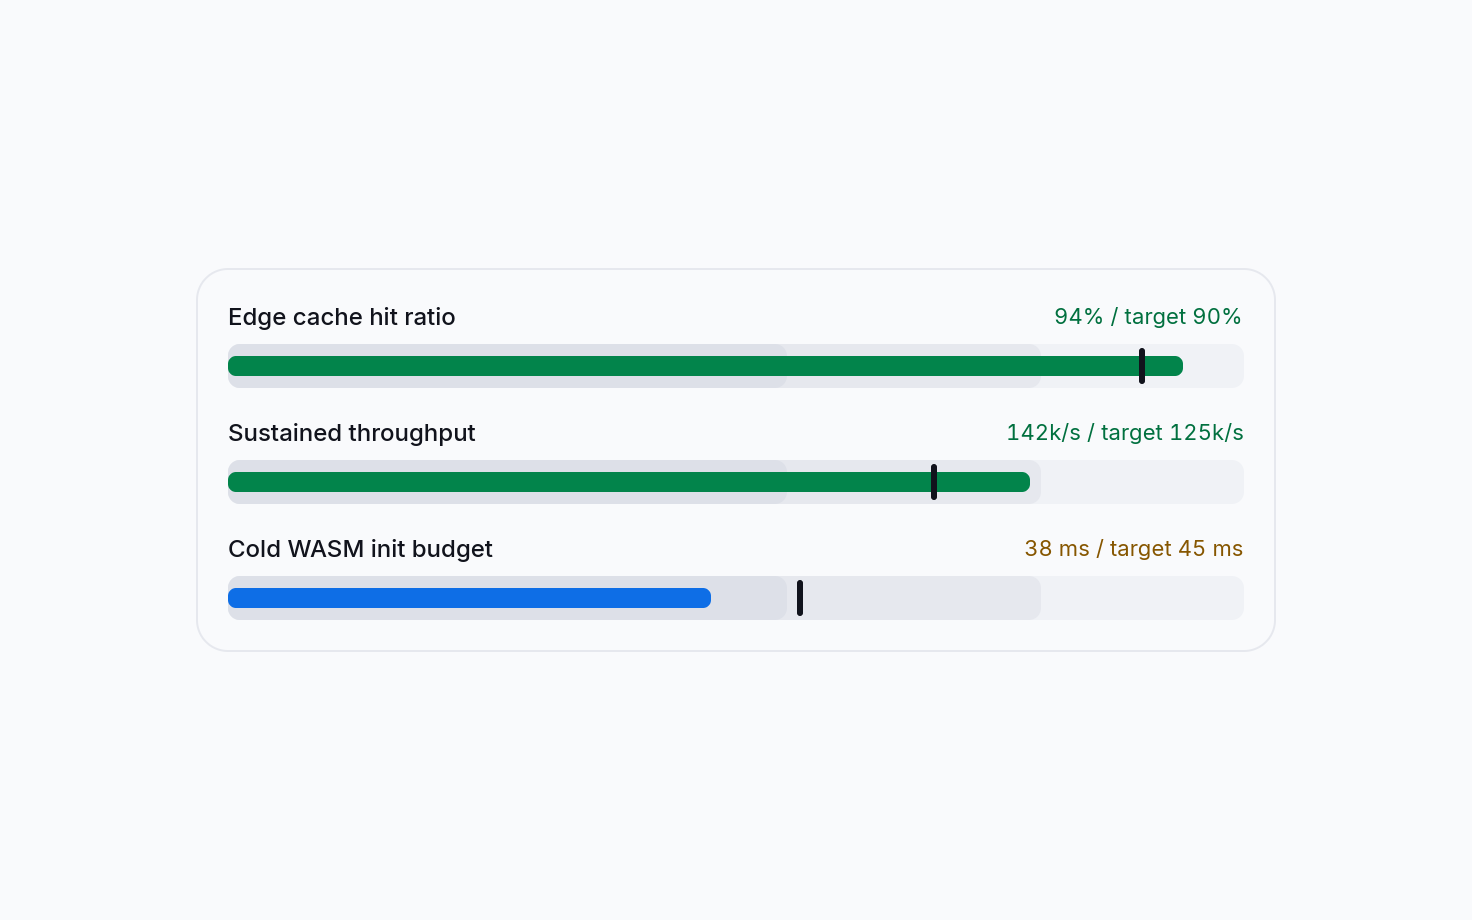 Edge cache hit ratio
94% / target 90%
Sustained throughput
142k/s / target 125k/s
Cold WASM init budget
38 ms / target 45 ms